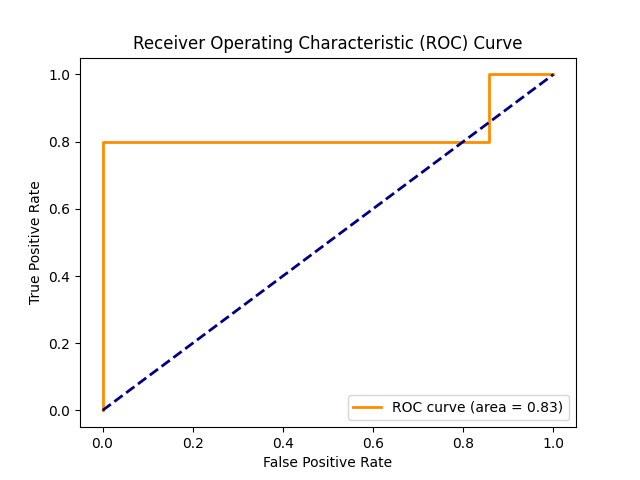 Receiver Operating Characteristic (ROC) Curve
1.0
0.8
0.6
0.4
0.2
0.0
True Positive Rate
ROC curve (area = 0.83)
0.0 0.2 0.4 0.6 0.8 1.0
False Positive Rate